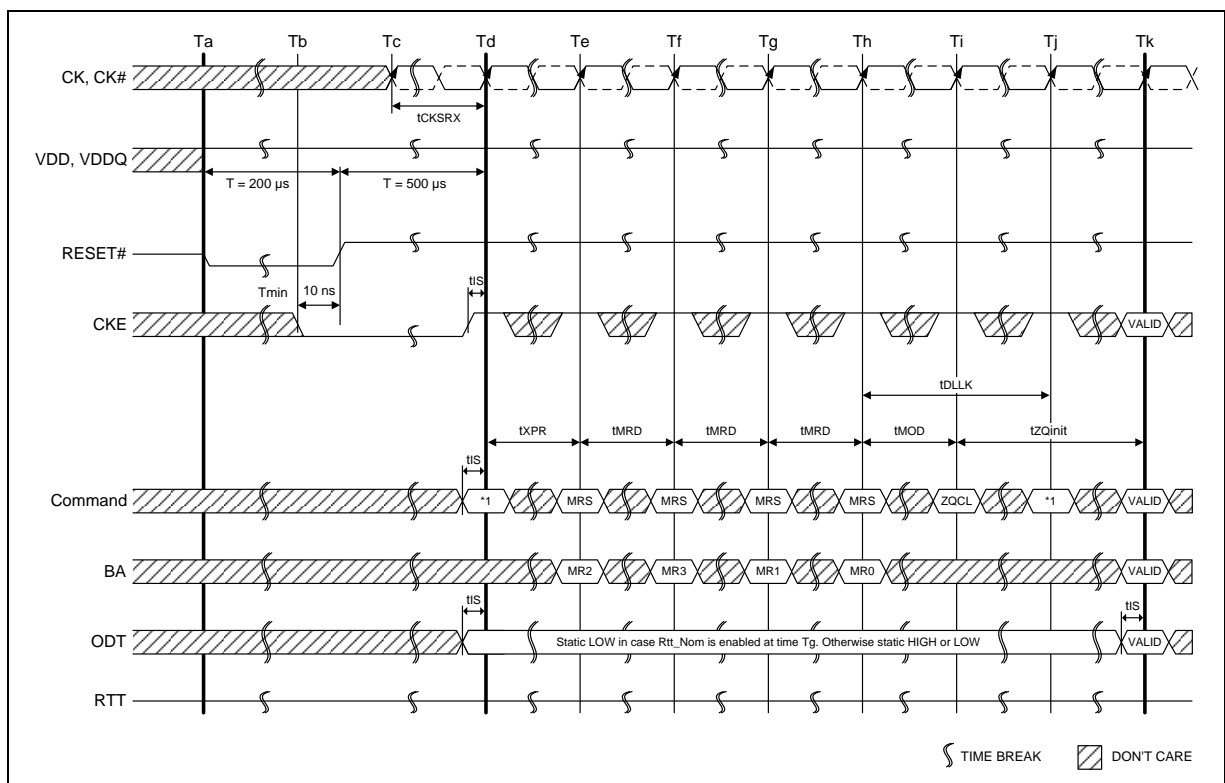 Ta Tb Tc Td Te Tf Tg Th Ti Tj Tk
CK, CK#
tCKSRX
VDD, VDDQ
T = 200 µs T = 500 µs
RESET#
tIS
Tmin 10 ns
CKE VALID
tDLLK
tXPR tMRD tMRD tMRD tMOD tZQinit
tIS
Command *1 MRS MRS MRS MRS ZQCL *1 VALID
BA MR2 MR3 MR1 MR0 VALID
tIS tIS
ODT Static LOW in case Rtt_Nom is enabled at time Tg. Otherwise static HIGH or LOW VALID
RTT
TIME BREAK DON'T CARE